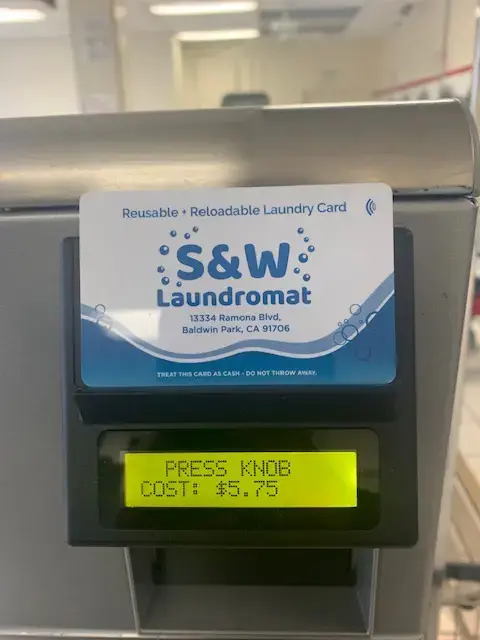 Reusable + Reloadable Laundry Card
S&W
Laundromat
13334 Ramona Blvd,
Baldwin Park, CA 91706
TREAT THIS CARD AS CASH - DO NOT THROW AWAY.
PRESS KNOB
COST: $5.75